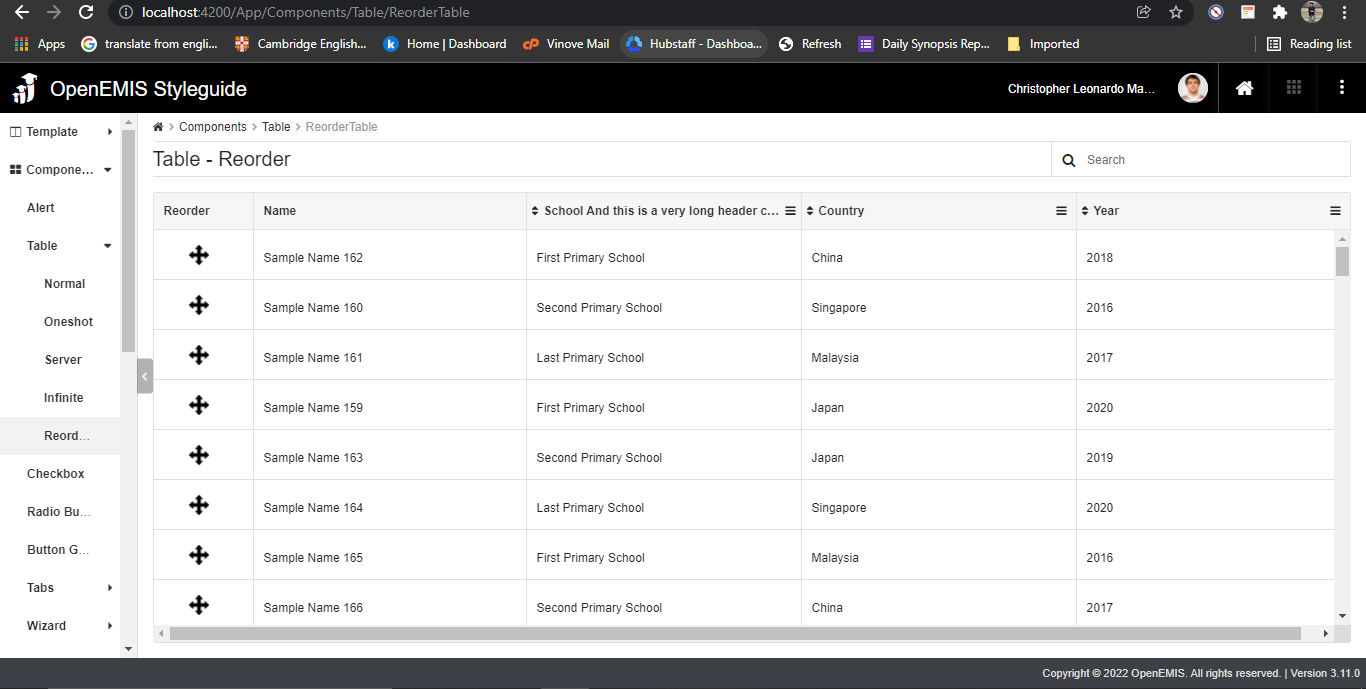 localhost:4200/App/Components/Table/ReorderTable
Apps translate from engli... Cambridge English... Home | Dashboard Vinove Mail Hubstaff - Dashboa... Refresh Daily Synopsis Rep... Imported Reading list
OpenEMIS Styleguide Christopher Leonardo Ma...
Template
Compone...
Alert
Table
Normal
Oneshot
Server
Infinite
Reord...
Checkbox
Radio Bu...
Button G...
Tabs
Wizard
Components Table ReorderTable
Table - Reorder Search
Reorder Name School And this is a very long header c... Country Year
Sample Name 162 First Primary School China 2018
Sample Name 160 Second Primary School Singapore 2016
Sample Name 161 Last Primary School Malaysia 2017
Sample Name 159 First Primary School Japan 2020
Sample Name 163 Second Primary School Japan 2019
Sample Name 164 Last Primary School Singapore 2020
Sample Name 165 First Primary School Malaysia 2016
Sample Name 166 Second Primary School China 2017
Copyright © 2022 OpenEMIS. All rights reserved. | Version 3.11.0